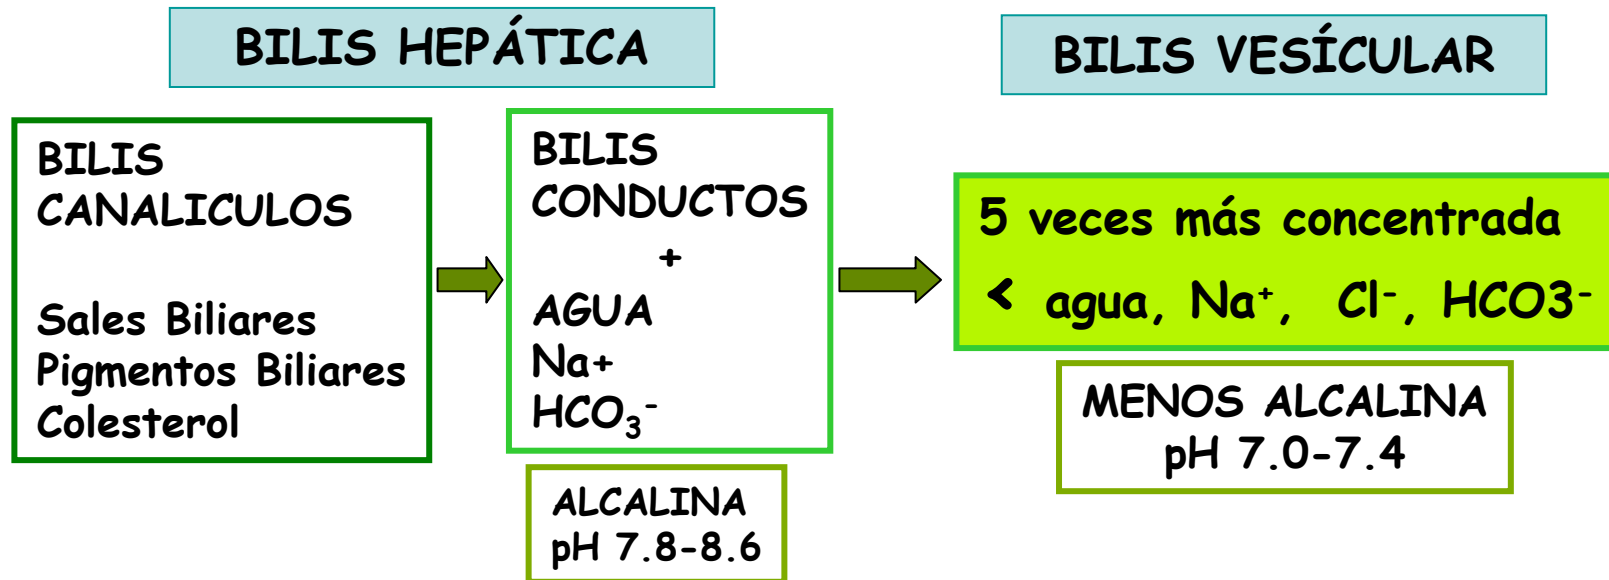 BILIS HEPÁTICA
BILIS
CANALICULOS
Sales Biliares
Pigmentos Biliares
Colesterol
BILIS
CONDUCTOS
+
AGUA
Na+
HCO₃⁻
ALCALINA
pH 7.8-8.6
BILIS VESÍCULAR
5 veces más concentrada
< agua, Na⁺, Cl⁻, HCO3⁻
MENOS ALCALINA
pH 7.0-7.4